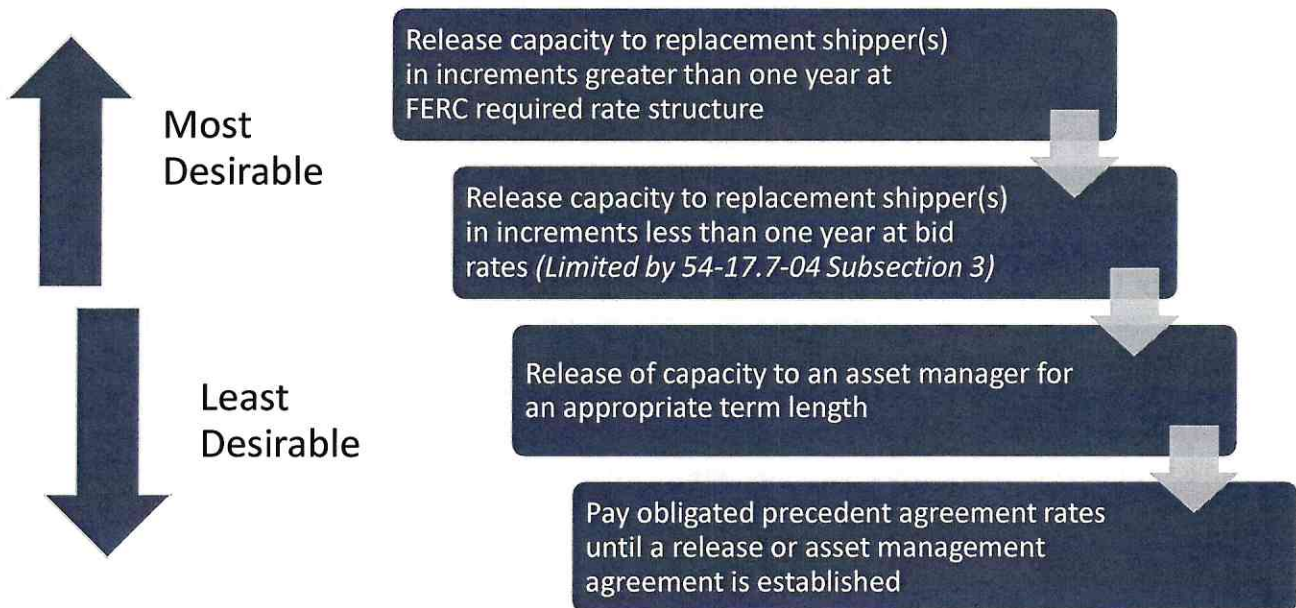 Most
Desirable
Least
Desirable
Release capacity to replacement shipper(s)
in increments greater than one year at
FERC required rate structure
Release capacity to replacement shipper(s)
in increments less than one year at bid
rates (Limited by 54-17.7-04 Subsection 3)
Release of capacity to an asset manager for
an appropriate term length
Pay obligated precedent agreement rates
until a release or asset management
agreement is established